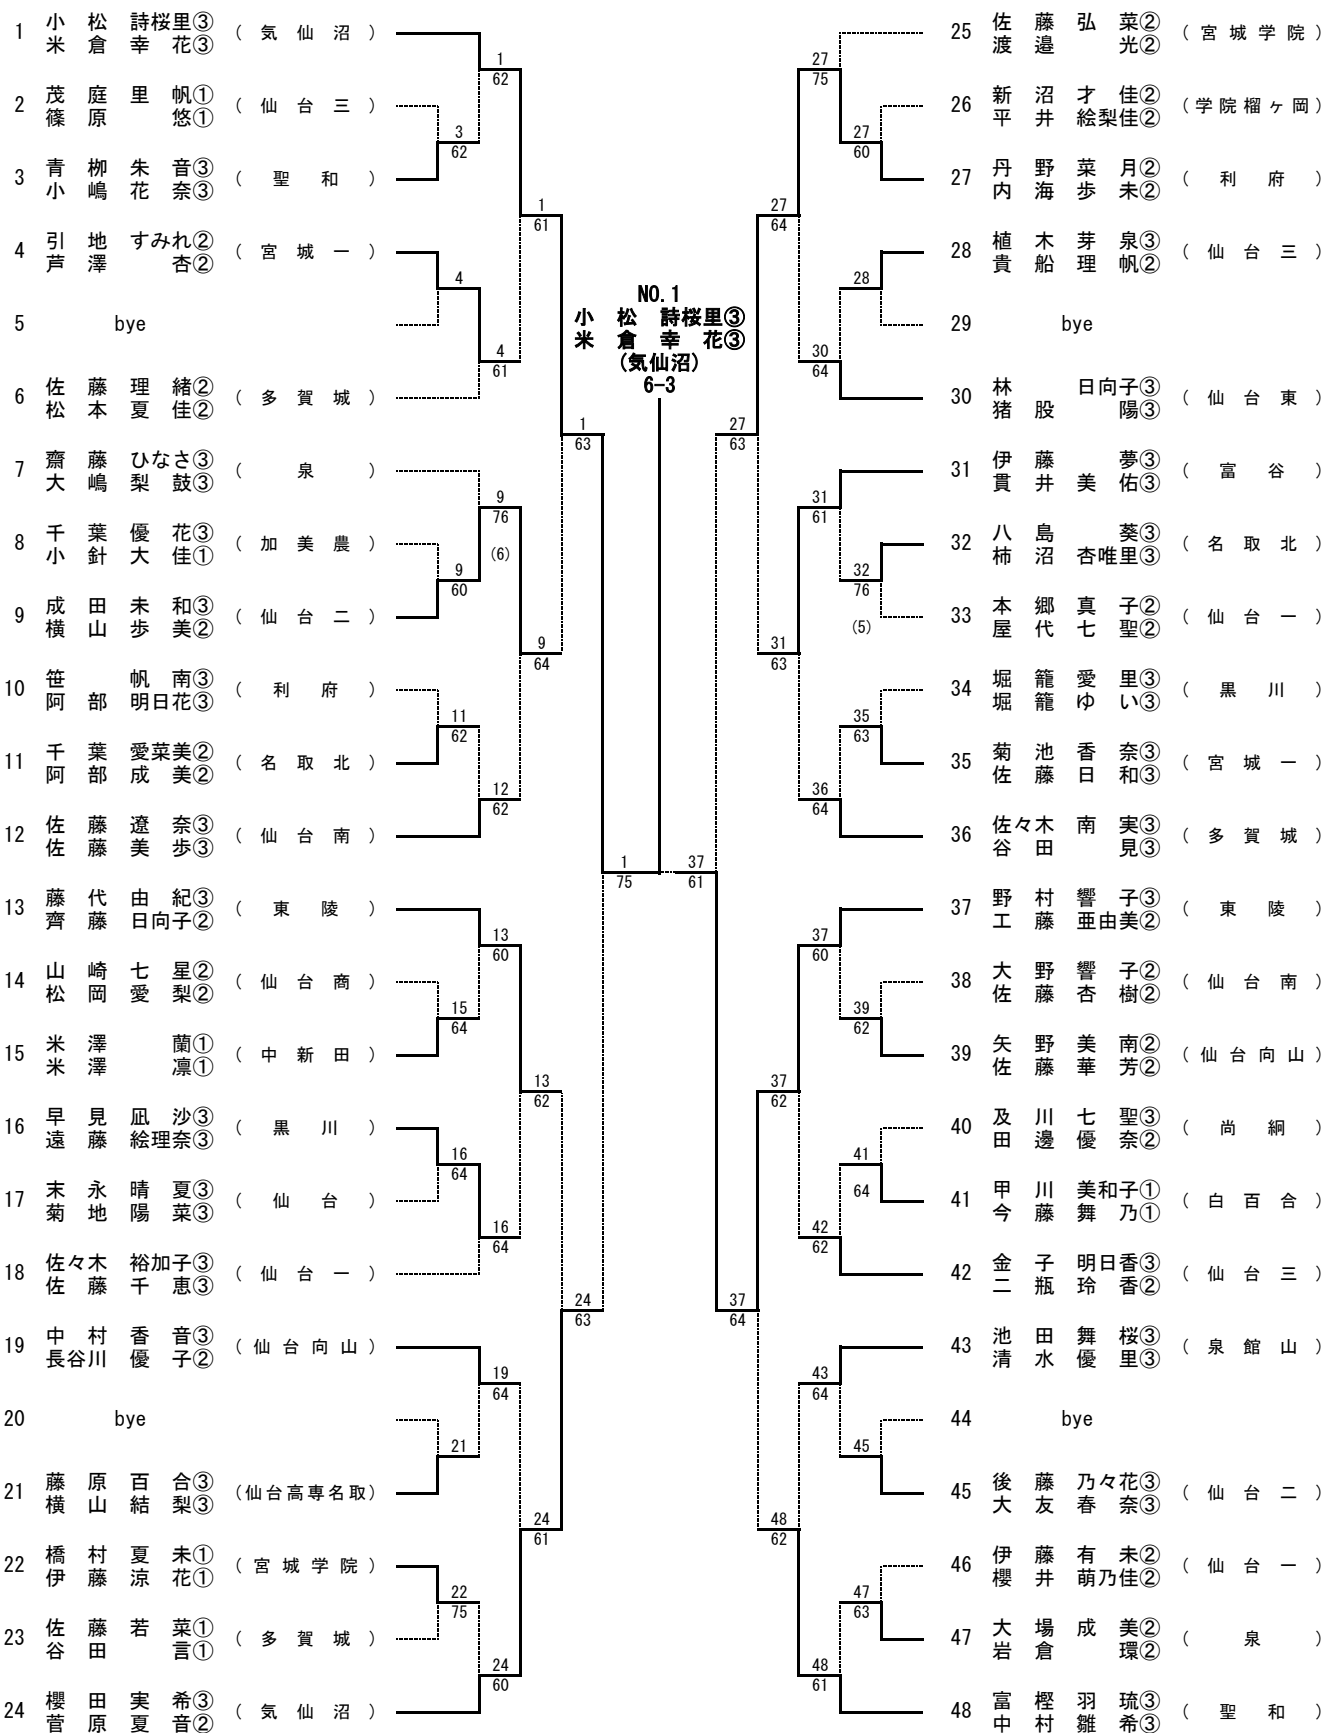 1 小松 詩桜里③ (気仙沼)
米倉 幸花③
2 茂庭 里帆① (仙台三)
篠原 悠①
3 青栁 朱音③ (聖和)
小嶋 花奈③
4 引地 すみれ② (宮城一)
芦澤 杏②
5 bye
6 佐藤 理緒② (多賀城)
松本 夏佳②
7 齋藤 ひなさ③ (泉)
大嶋 梨鼓③
8 千葉 優花③ (加美農)
小針 大佳①
9 成田 未和③ (仙台二)
横山 歩美②
10 笹 帆南③ (利府)
阿部 明日花③
11 千葉 愛菜美② (名取北)
阿部 成美②
12 佐藤 遼奈③ (仙台南)
佐藤 美歩③
13 藤代 由紀③ (東陵)
齊藤 日向子②
14 山崎 七星② (仙台商)
松岡 愛梨②
15 米澤 蘭① (中新田)
米澤 凛①
16 早見 凪沙③ (黒川)
遠藤 絵理奈③
17 末永 晴夏③ (仙台)
菊地 陽菜③
18 佐々木 裕加子③ (仙台一)
佐藤 千恵③
19 中村 香音③ (仙台向山)
長谷川 優子②
20 bye
21 藤原 百合③ (仙台高専名取)
横山 結梨③
22 橋村 夏未① (宮城学院)
伊藤 涼花①
23 佐藤 若菜① (多賀城)
谷田 言①
24 櫻田 実希③ (気仙沼)
菅原 夏音②
1
62
3
62
1
61
4
4
61
1
63
9
76
(6)
9
60
9
64
11
62
12
62
1
75
13
60
15
64
13
62
16
64
16
64
24
63
19
64
21
24
61
22
75
24
60
NO.1
小松 詩桜里③
米倉 幸花③
(気仙沼)
6-3
27
75
27
60
27
64
28
30
64
27
63
31
61
32
76
(5)
31
63
35
63
36
64
37
61
37
60
39
62
37
62
41
64
42
62
37
64
43
64
45
48
62
47
63
48
61
25 佐藤 弘菜② (宮城学院)
渡邉 光②
26 新沼 才佳② (学院榴ヶ岡)
平井 絵梨佳②
27 丹野 菜月② (利府)
内海 歩未②
28 植木 芽泉③ (仙台三)
貴船 理帆②
29 bye
30 林 日向子③ (仙台東)
猪股 陽③
31 伊藤 夢③ (富谷)
貫井 美佑③
32 八島 葵③ (名取北)
柿沼 杏唯里③
33 本郷 真子② (仙台一)
屋代 七聖②
34 堀籠 愛里③ (黒川)
堀籠 ゆい③
35 菊池 香奈③ (宮城一)
佐藤 日和③
36 佐々木 南実③ (多賀城)
谷田 見③
37 野村 響子③ (東陵)
工藤 亜由美②
38 大野 響子② (仙台南)
佐藤 杏樹②
39 矢野 美南② (仙台向山)
佐藤 華芳②
40 及川 七聖③ (尚絅)
田邊 優奈②
41 甲川 美和子① (白百合)
今藤 舞乃①
42 金子 明日香③ (仙台三)
二瓶 玲香②
43 池田 舞桜③ (泉館山)
清水 優里③
44 bye
45 後藤 乃々花③ (仙台二)
大友 春奈③
46 伊藤 有未② (仙台一)
櫻井 萌乃佳②
47 大場 成美② (泉)
岩倉 環②
48 富樫 羽琉③ (聖和)
中村 雛希③